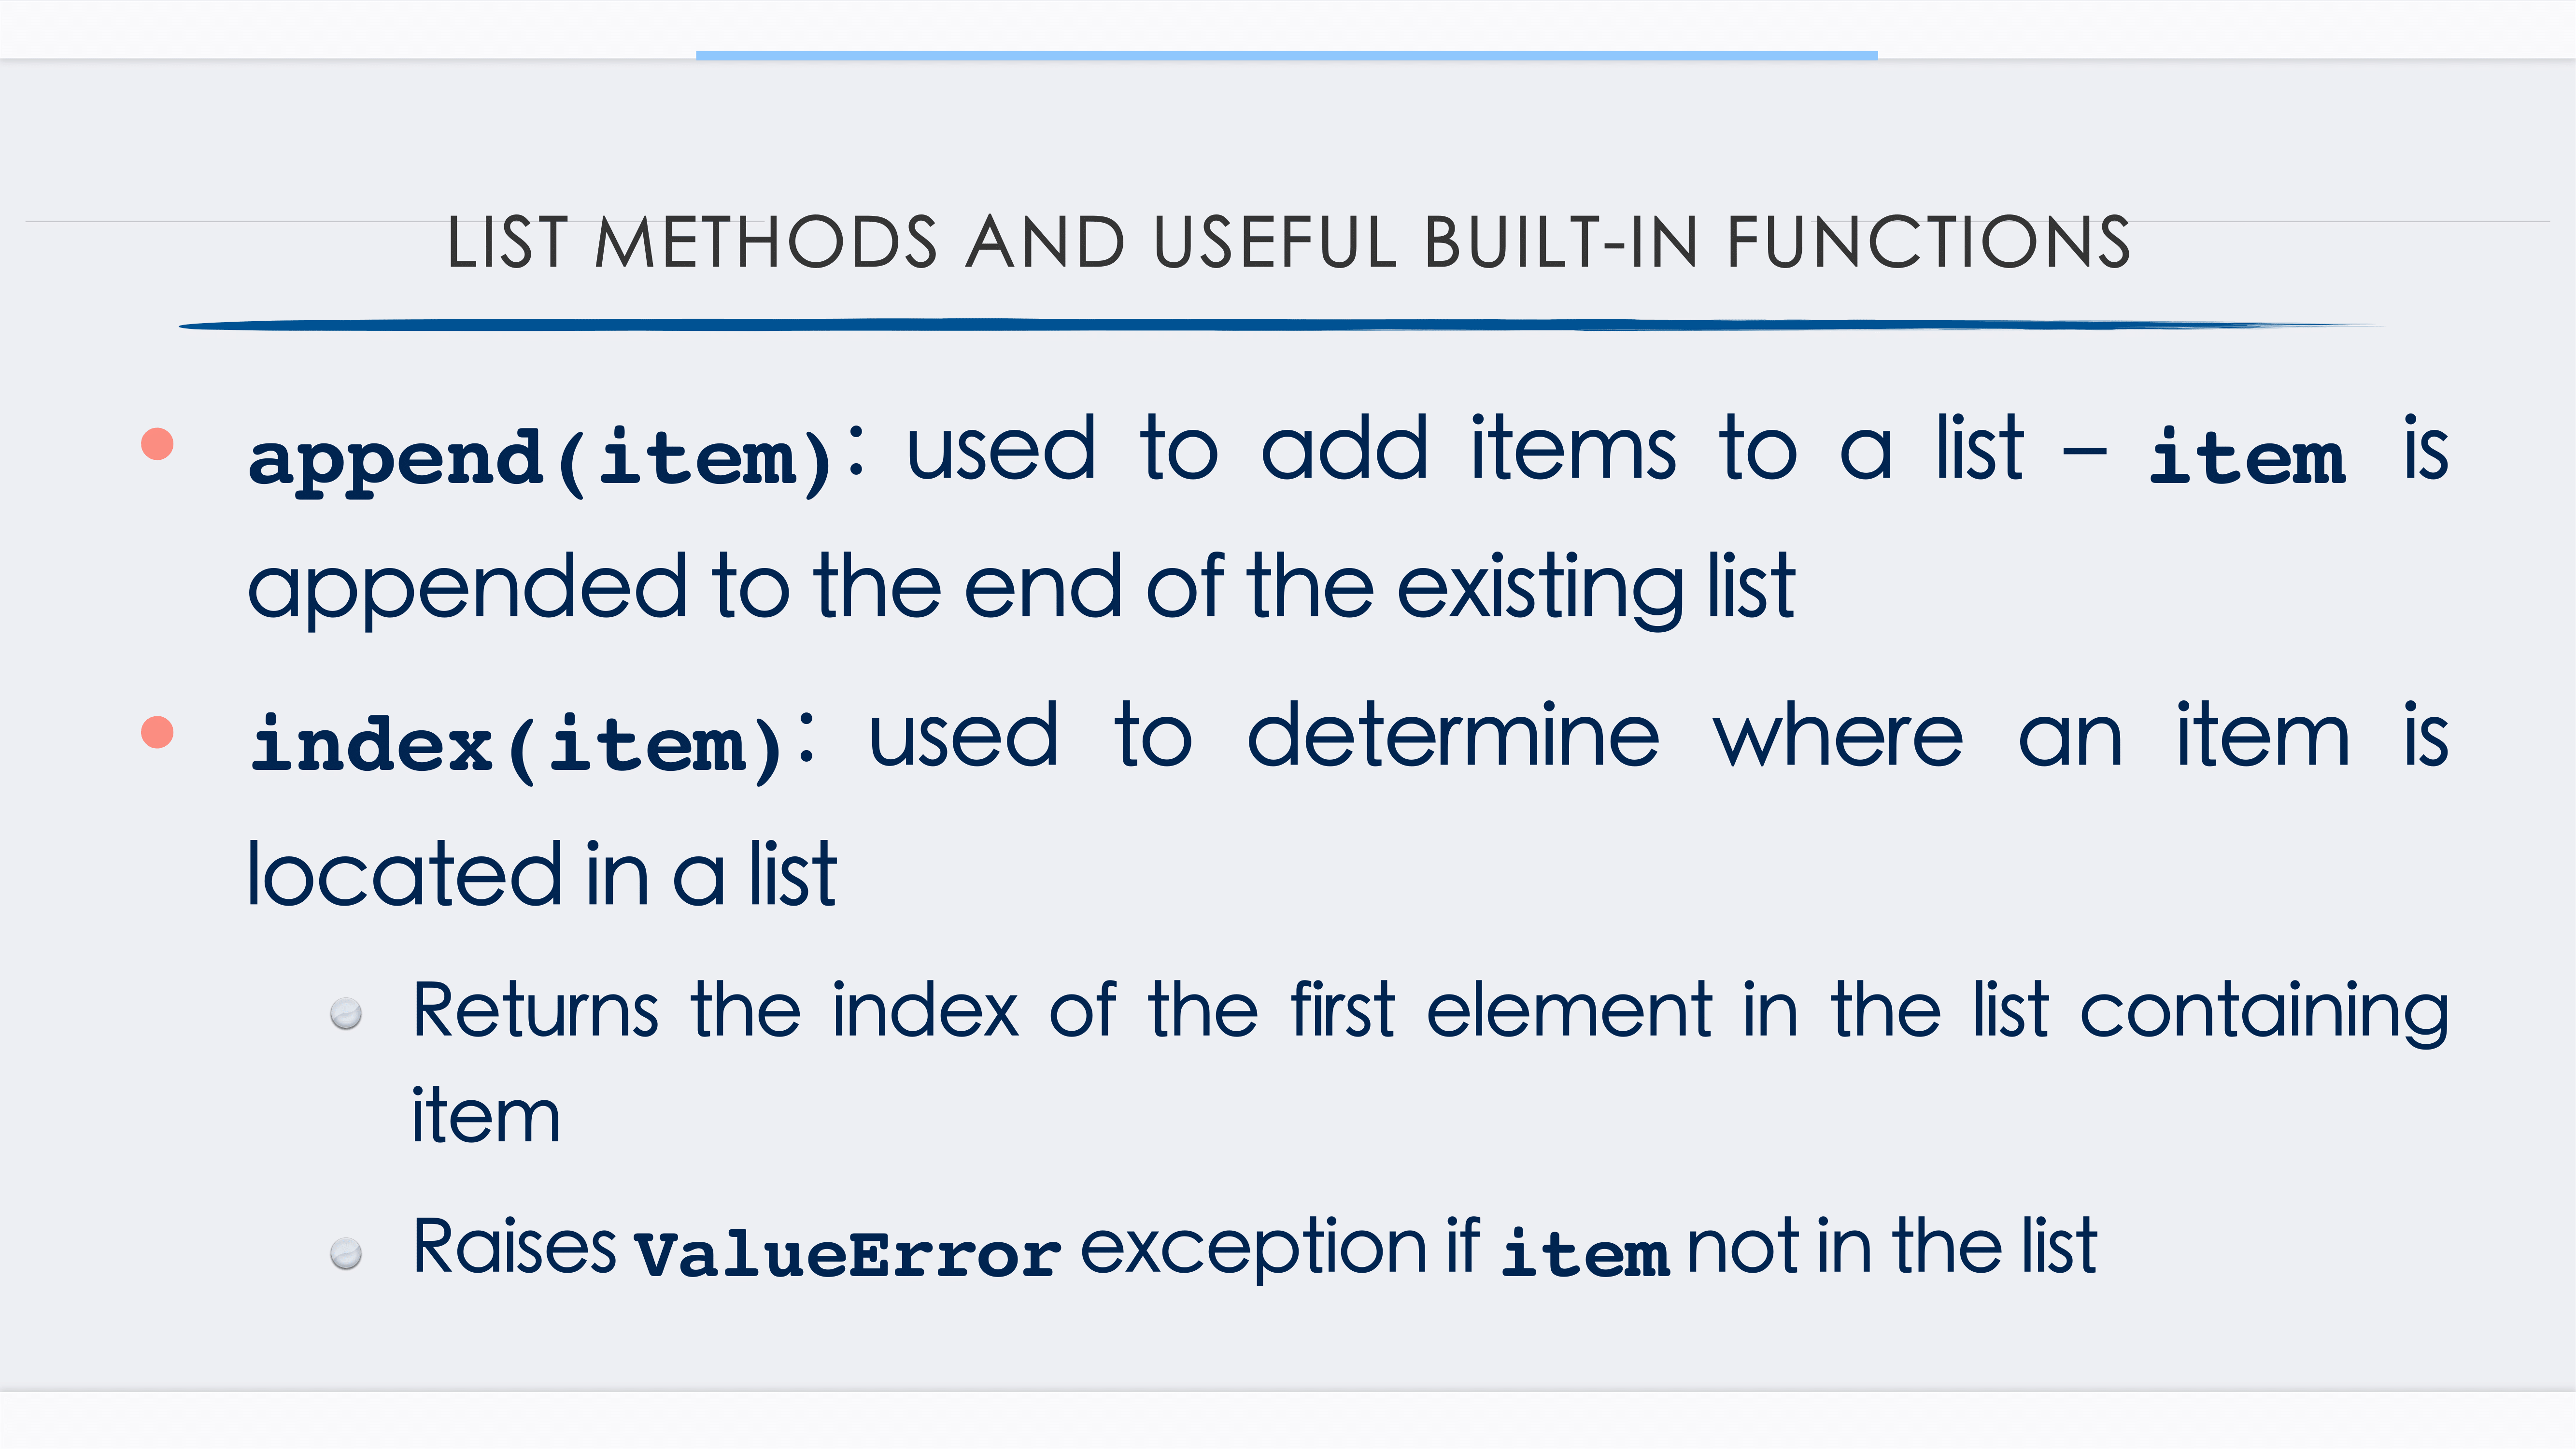 LIST METHODS AND USEFUL BUILT-IN FUNCTIONS
append(item): used to add items to a list – item is
appended to the end of the existing list
index(item): used to determine where an item is
located in a list
Returns the index of the first element in the list containing
item
Raises ValueError exception if item not in the list